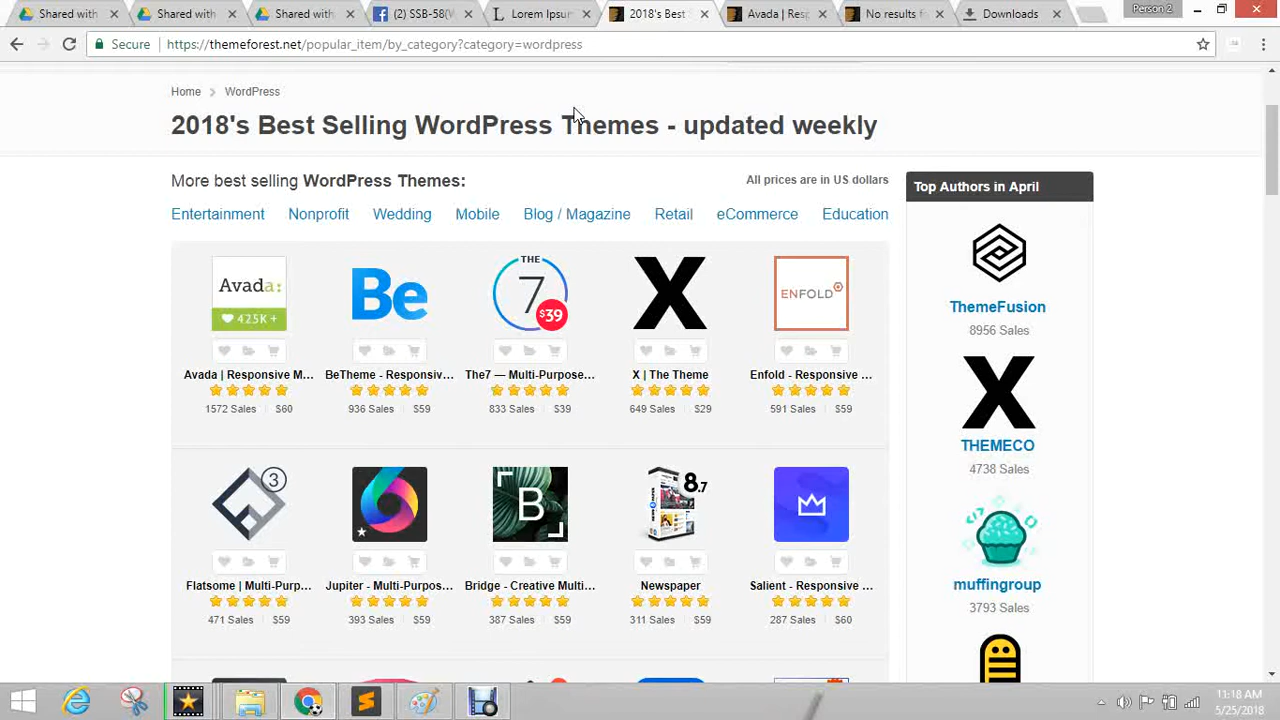 Shared with
Shared with
Shared with
(2) SSB-58(W
Lorem Ipsum
2018's Best
Avada | Resp
No results f
Downloads
Person 2
Secure
https://themeforest.net/popular_item/by_category?category=wordpress
Home
WordPress
2018's Best Selling WordPress Themes - updated weekly
More best selling WordPress Themes:
All prices are in US dollars
Entertainment Nonprofit Wedding Mobile Blog / Magazine Retail eCommerce Education
Avada:
425K +
Be
THE
7
$39
X
ENFOLD
Avada | Responsive M... BeTheme - Responsiv... The7 — Multi-Purpose... X | The Theme Enfold - Responsive ...
1572 Sales $60 936 Sales $59 833 Sales $39 649 Sales $29 591 Sales $59
3
B
8.7
Flatsome | Multi-Purp... Jupiter - Multi-Purpos... Bridge - Creative Multi... Newspaper Salient - Responsive ...
471 Sales $59 393 Sales $59 387 Sales $59 311 Sales $59 287 Sales $60
Top Authors in April
ThemeFusion
8956 Sales
X
THEMECO
4738 Sales
muffingroup
3793 Sales
11:18 AM
5/25/2018